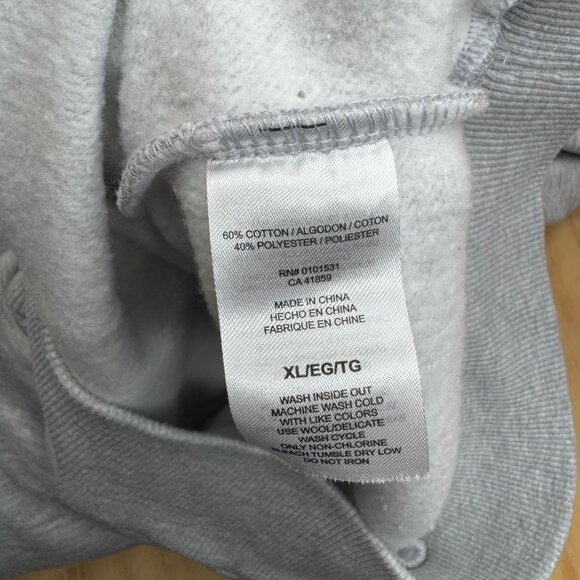 60% COTTON / ALGODON / COTON
40% POLYESTER / POLIESTER
RN# 0101531
CA 41859
MADE IN CHINA
HECHO EN CHINA
FABRIQUE EN CHINE
XL/EG/TG
WASH INSIDE OUT
MACHINE WASH COLD
WITH LIKE COLORS
USE WOOL/DELICATE
WASH CYCLE
ONLY NON-CHLORINE
BLEACH TUMBLE DRY LOW
DO NOT IRON